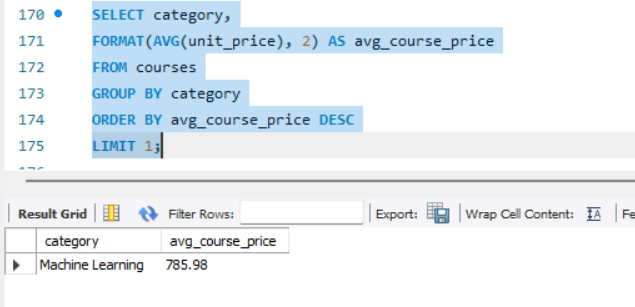 170 SELECT category,
171 FORMAT(AVG(unit_price), 2) AS avg_course_price
172 FROM courses
173 GROUP BY category
174 ORDER BY avg_course_price DESC
175 LIMIT 1;
Result Grid Filter Rows: Export: Wrap Cell Content: IA Fe
category avg_course_price
Machine Learning 785.98